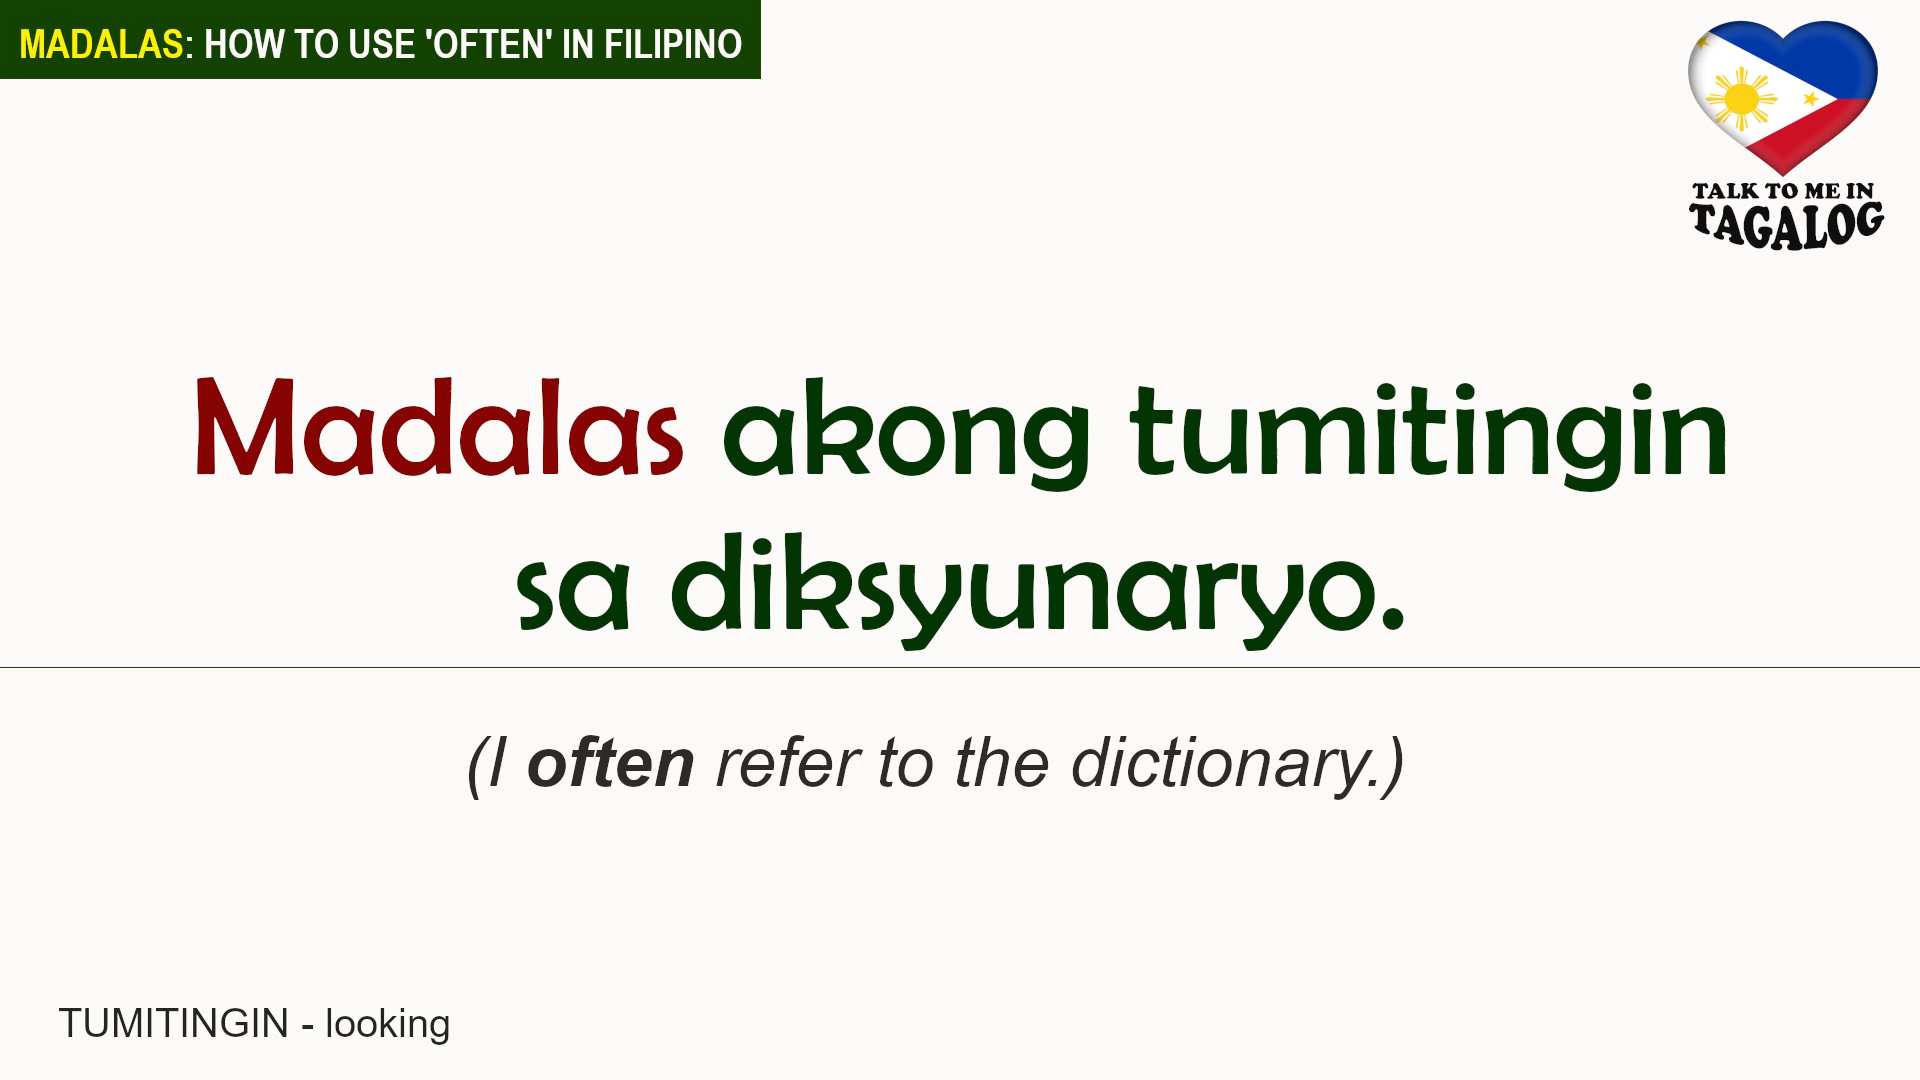 MADALAS: HOW TO USE 'OFTEN' IN FILIPINO
TALK TO ME IN
TAGALOG
Madalas akong tumitingin
sa diksyunaryo.
(I often refer to the dictionary.)
TUMITINGIN - looking